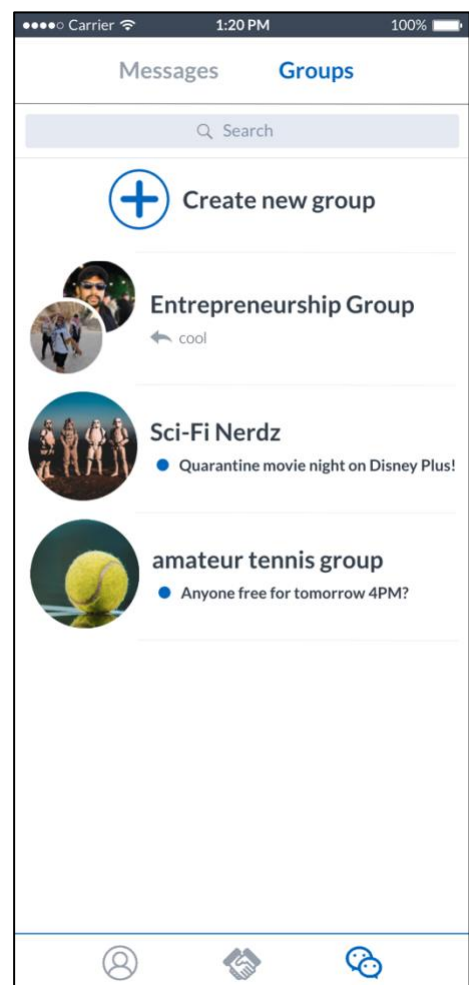 Carrier 1:20 PM 100%
Messages Groups
Search
Create new group
Entrepreneurship Group
cool
Sci-Fi Nerdz
Quarantine movie night on Disney Plus!
amateur tennis group
Anyone free for tomorrow 4PM?